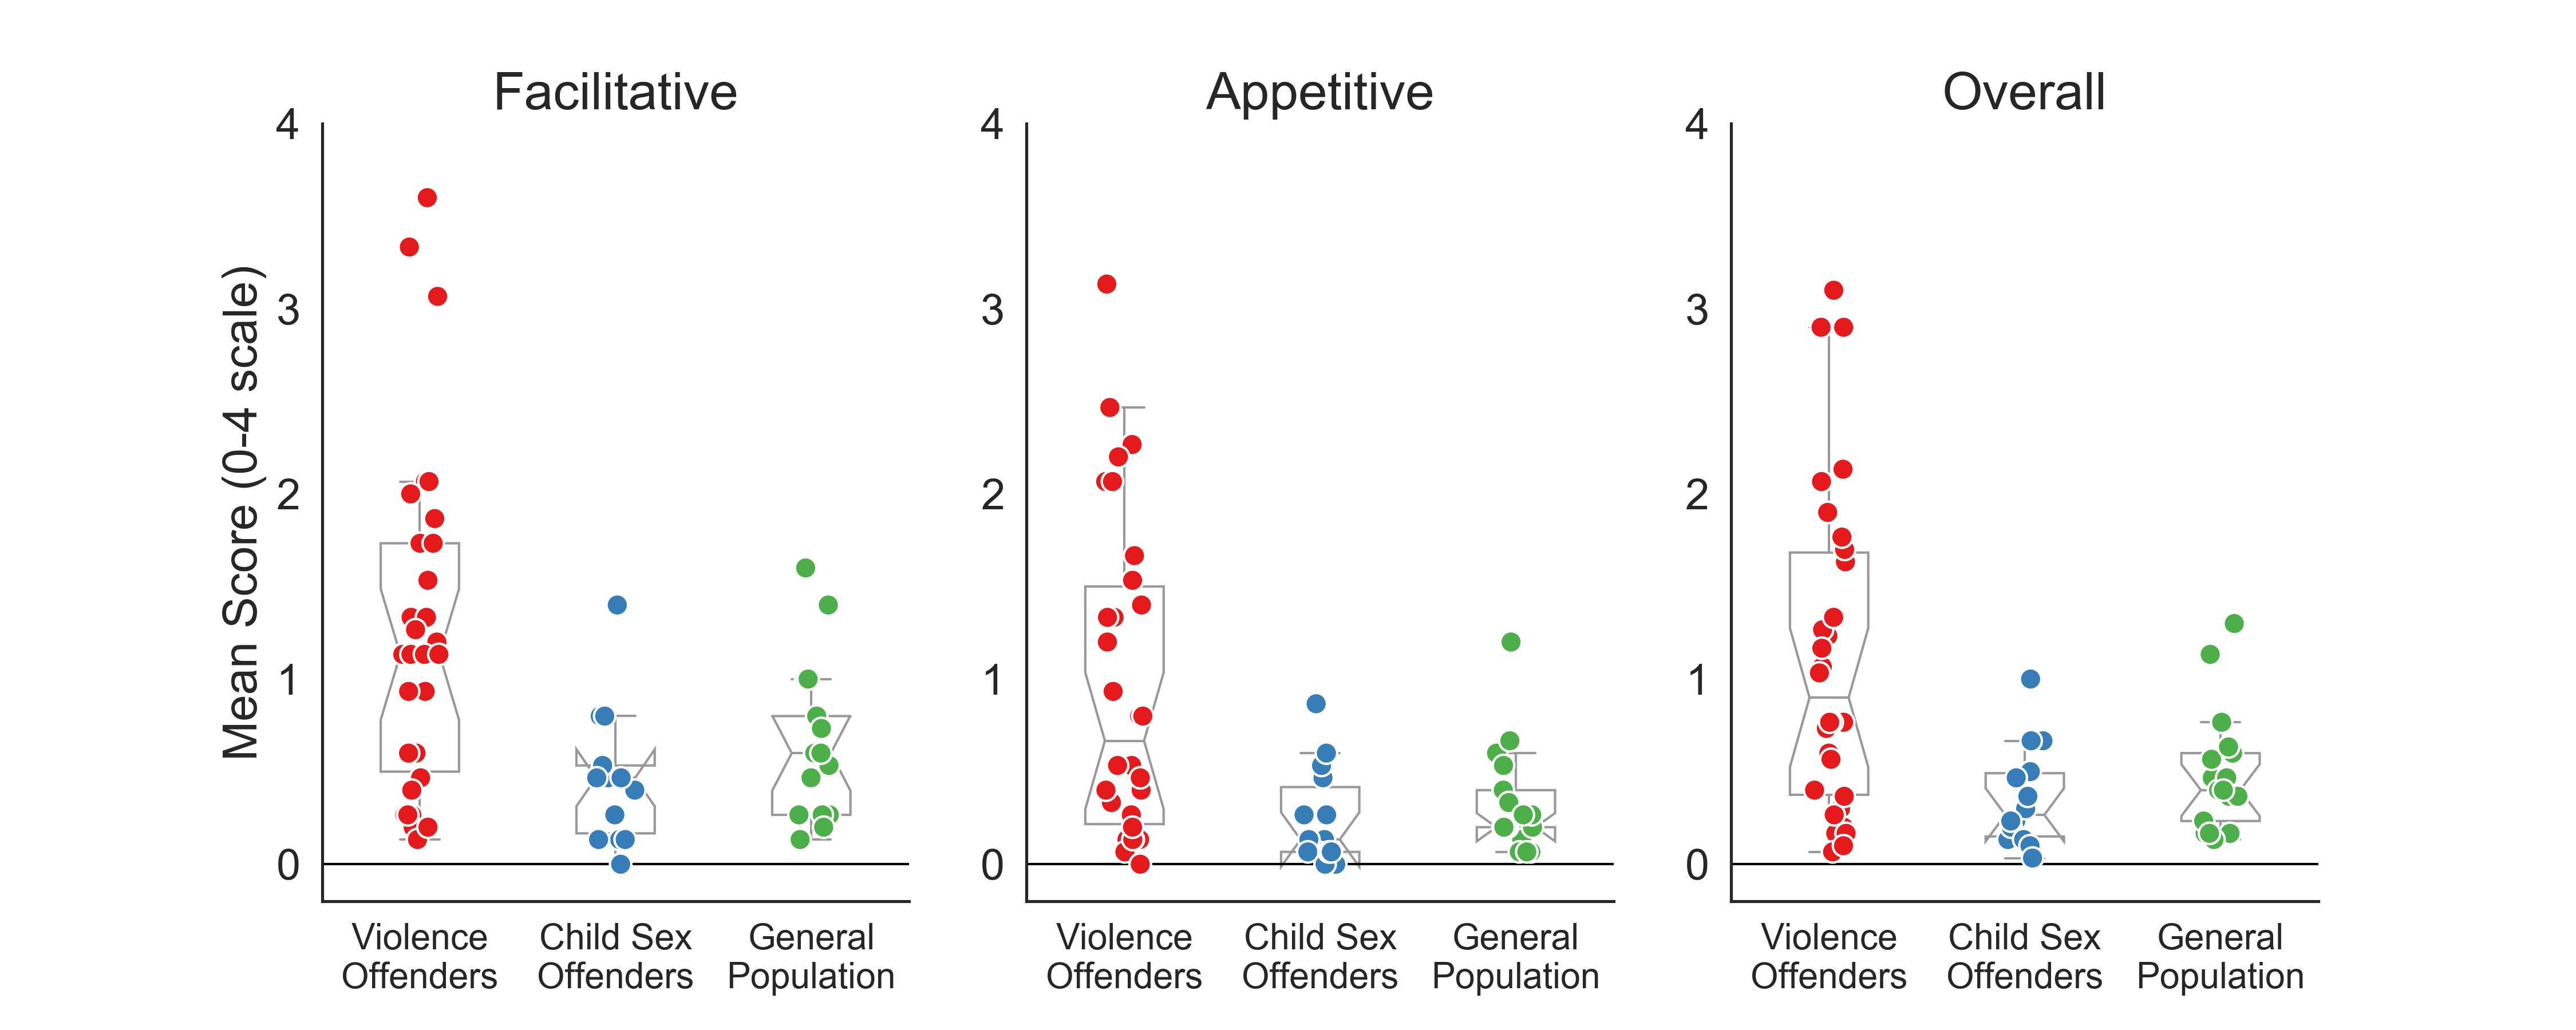 Facilitative
Appetitive
Overall
Mean Score (0-4 scale)
4
3
2
1
0
Violence
Offenders
Child Sex
Offenders
General
Population
4
3
2
1
0
Violence
Offenders
Child Sex
Offenders
General
Population
4
3
2
1
0
Violence
Offenders
Child Sex
Offenders
General
Population